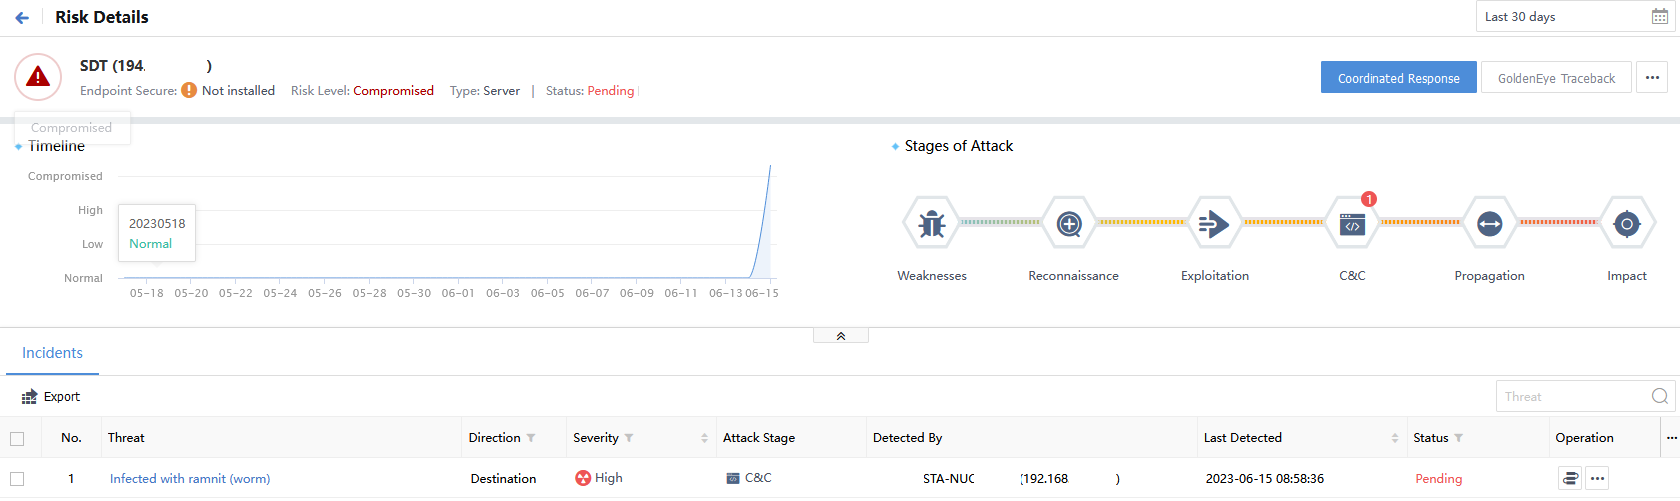 Risk Details
Last 30 days
SDT (194. )
Endpoint Secure: Not installed Risk Level: Compromised Type: Server | Status: Pending
Coordinated Response
GoldenEye Traceback
Compromised
Timeline
Compromised
High
Low
Normal
20230518
Normal
05-18 05-20 05-22 05-24 05-26 05-28 05-30 06-01 06-03 06-05 06-07 06-09 06-11 06-13 06-15
Stages of Attack
1
Weaknesses Reconnaissance Exploitation C&C Propagation Impact
Incidents
Export
Threat
No. Threat Direction Severity Attack Stage Detected By Last Detected Status Operation
1 Infected with ramnit (worm) Destination High C&C STA-NUC (192.168 ) 2023-06-15 08:58:36 Pending